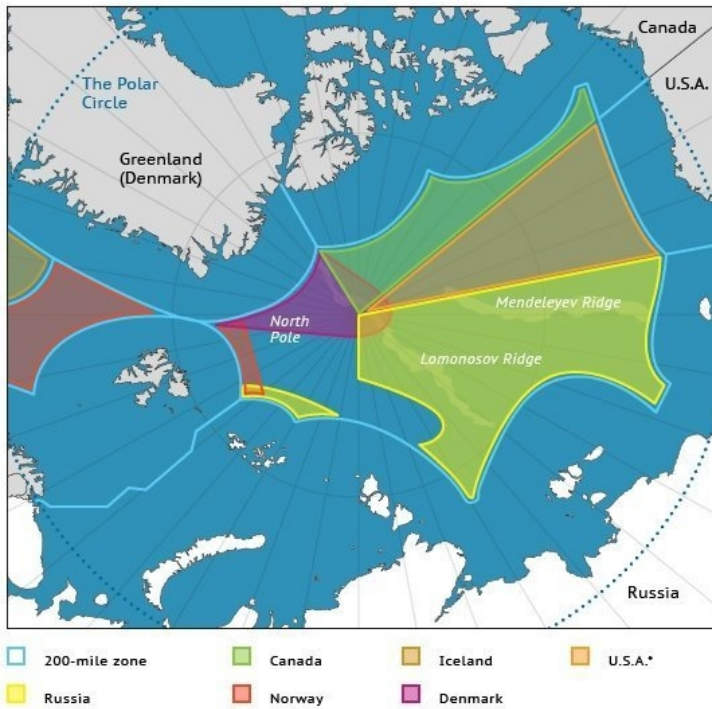 Canada
U.S.A.
The Polar
Circle
Greenland
(Denmark)
Mendeleyev Ridge
North
Pole
Lomonosov Ridge
Russia
200-mile zone
Canada
Iceland
U.S.A.*
Russia
Norway
Denmark